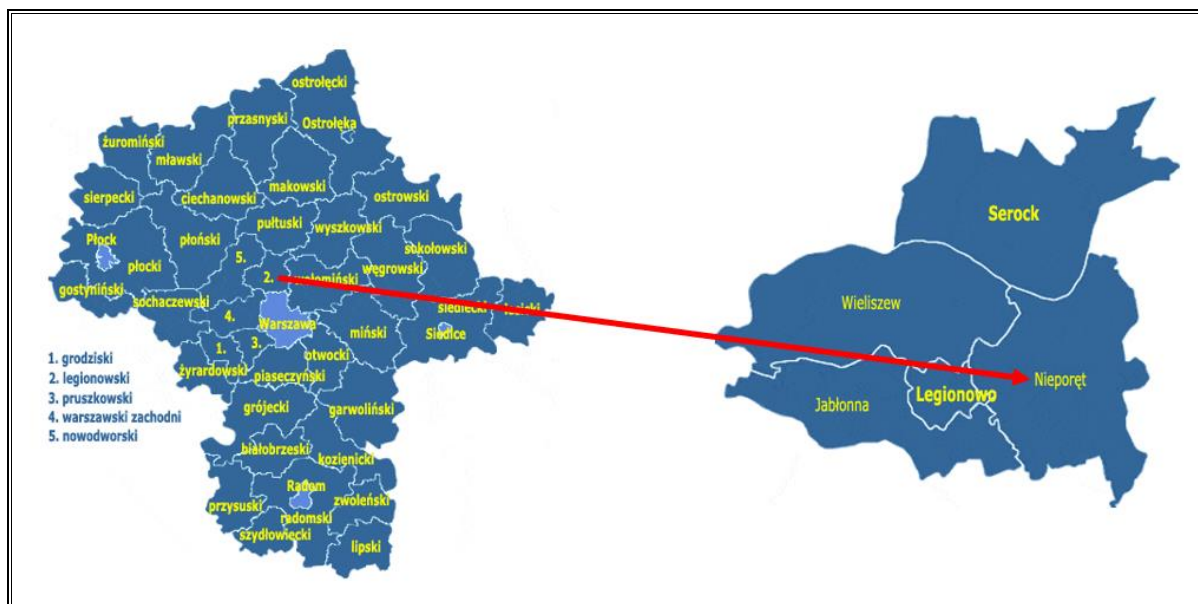 ostrołęcki
przasnyski
Ostrołęka
żuromiński
mławski
makowski
sierpecki
ciechanowski
ostrowski
pułtuski
wyszkowski
Płock
płoński
sokołowski
płocki
5.
węgrowski
gostyniński
2.
wołomiński
sochaczewski
siedlecki
łosicki
4.
Warszawa
Siedlce
miński
1.
3.
otwocki
żyrardowski
piaseczyński
grójecki
garwoliński
białobrzeski
kozienicki
Radom
przysuski
zwoleński
radomski
szydłowiecki
lipski
1. grodziski
2. legionowski
3. pruszkowski
4. warszawski zachodni
5. nowodworski
Serock
Wieliszew
Nieporęt
Legionowo
Jabłonna